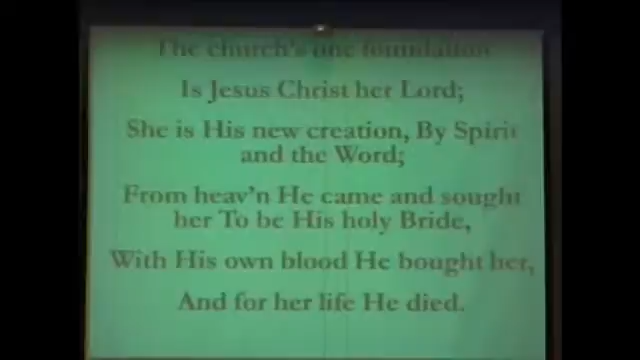 The church's one foundation
Is Jesus Christ her Lord;
She is His new creation, By Spirit
and the Word;
From heav'n He came and sought
her To be His holy Bride,
With His own blood He bought her,
And for her life He died.